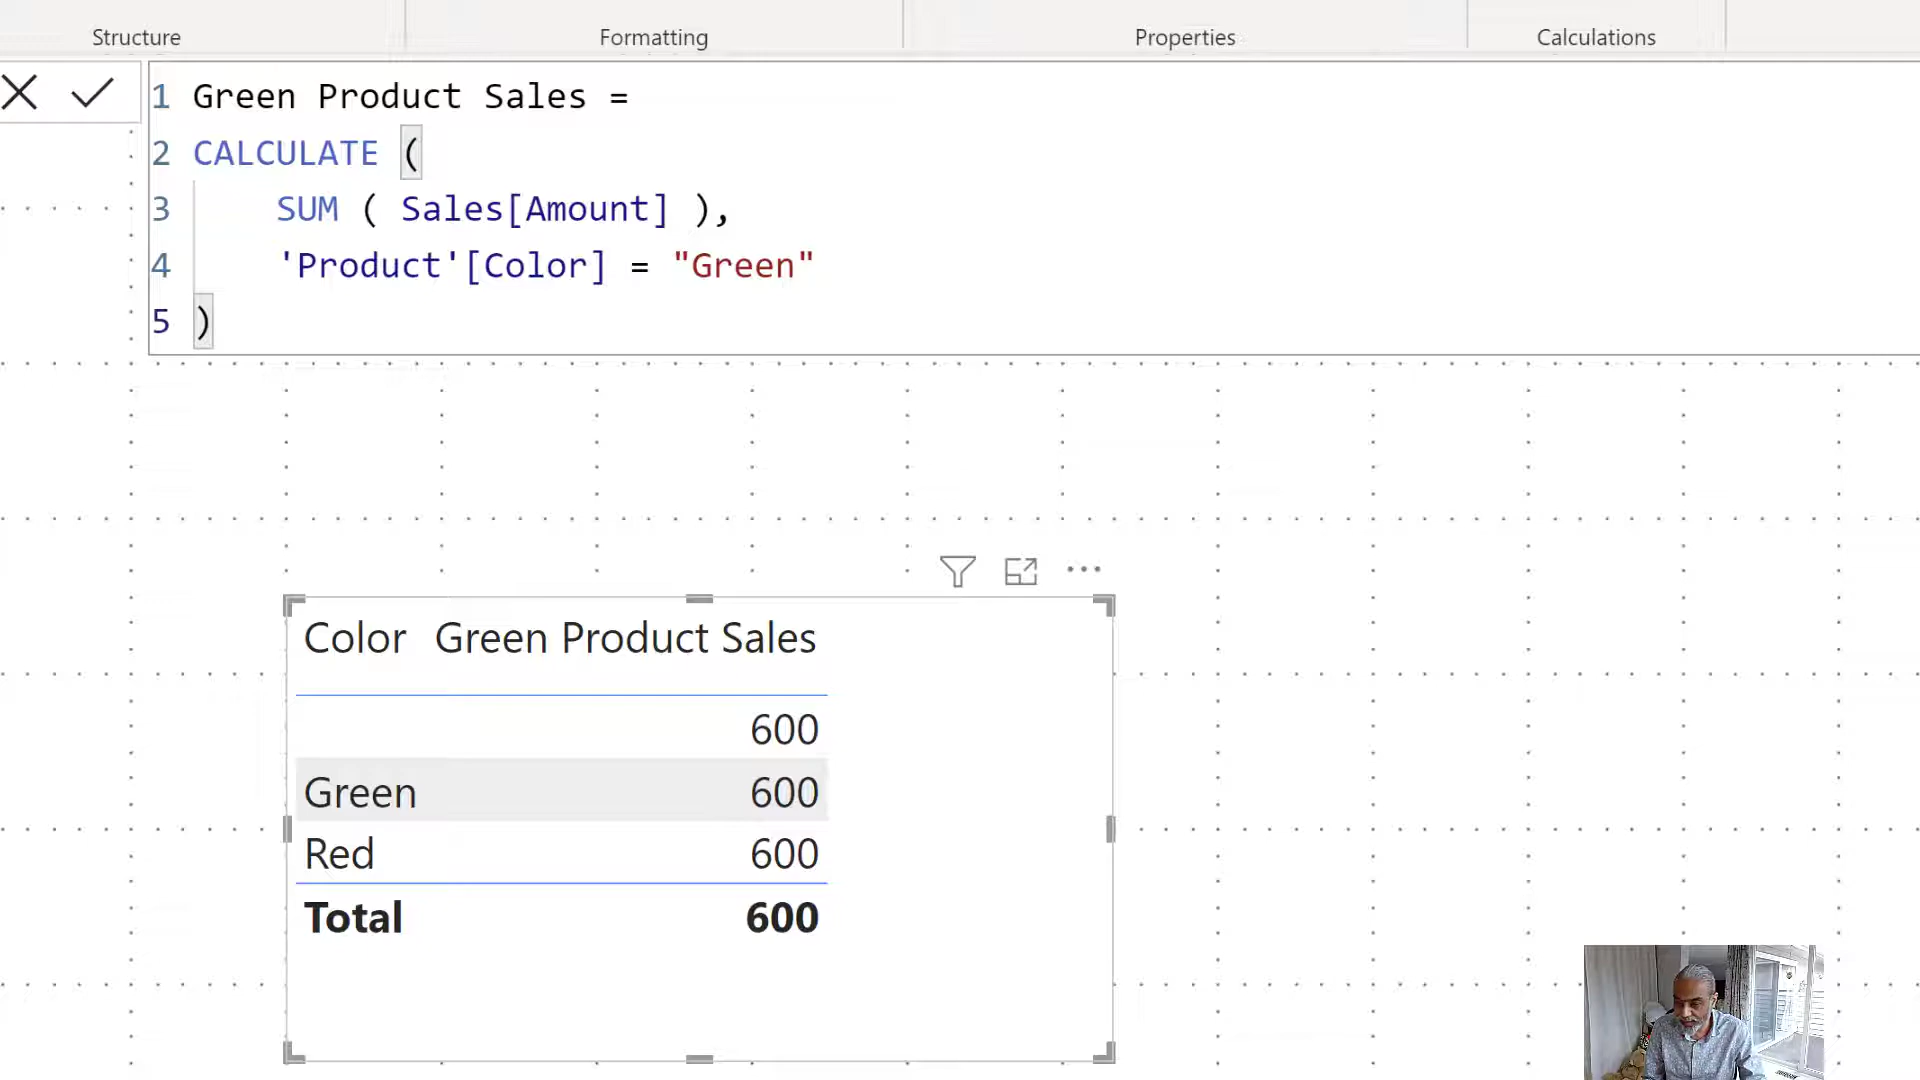 Structure Formatting Properties Calculations
1 Green Product Sales =
2 CALCULATE (
3 SUM ( Sales[Amount] ),
4 'Product'[Color] = "Green"
5 )
Color Green Product Sales
600
Green 600
Red 600
Total 600